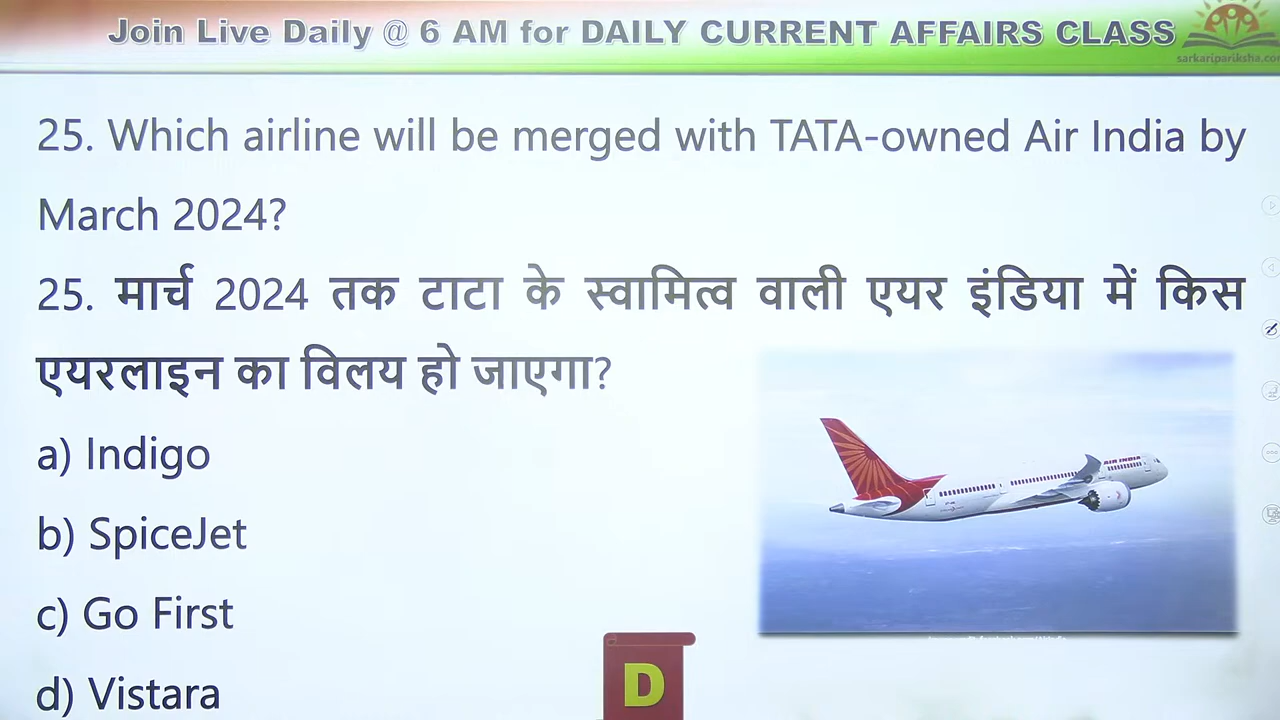 Join Live Daily @ 6 AM for DAILY CURRENT AFFAIRS CLASS
sarkaripariksha.com
25. Which airline will be merged with TATA-owned Air India by
March 2024?
25. मार्च 2024 तक टाटा के स्वामित्व वाली एयर इंडिया में किस
एयरलाइन का विलय हो जाएगा?
AIR INDIA
a) Indigo
b) SpiceJet
c) Go First
d) Vistara
D